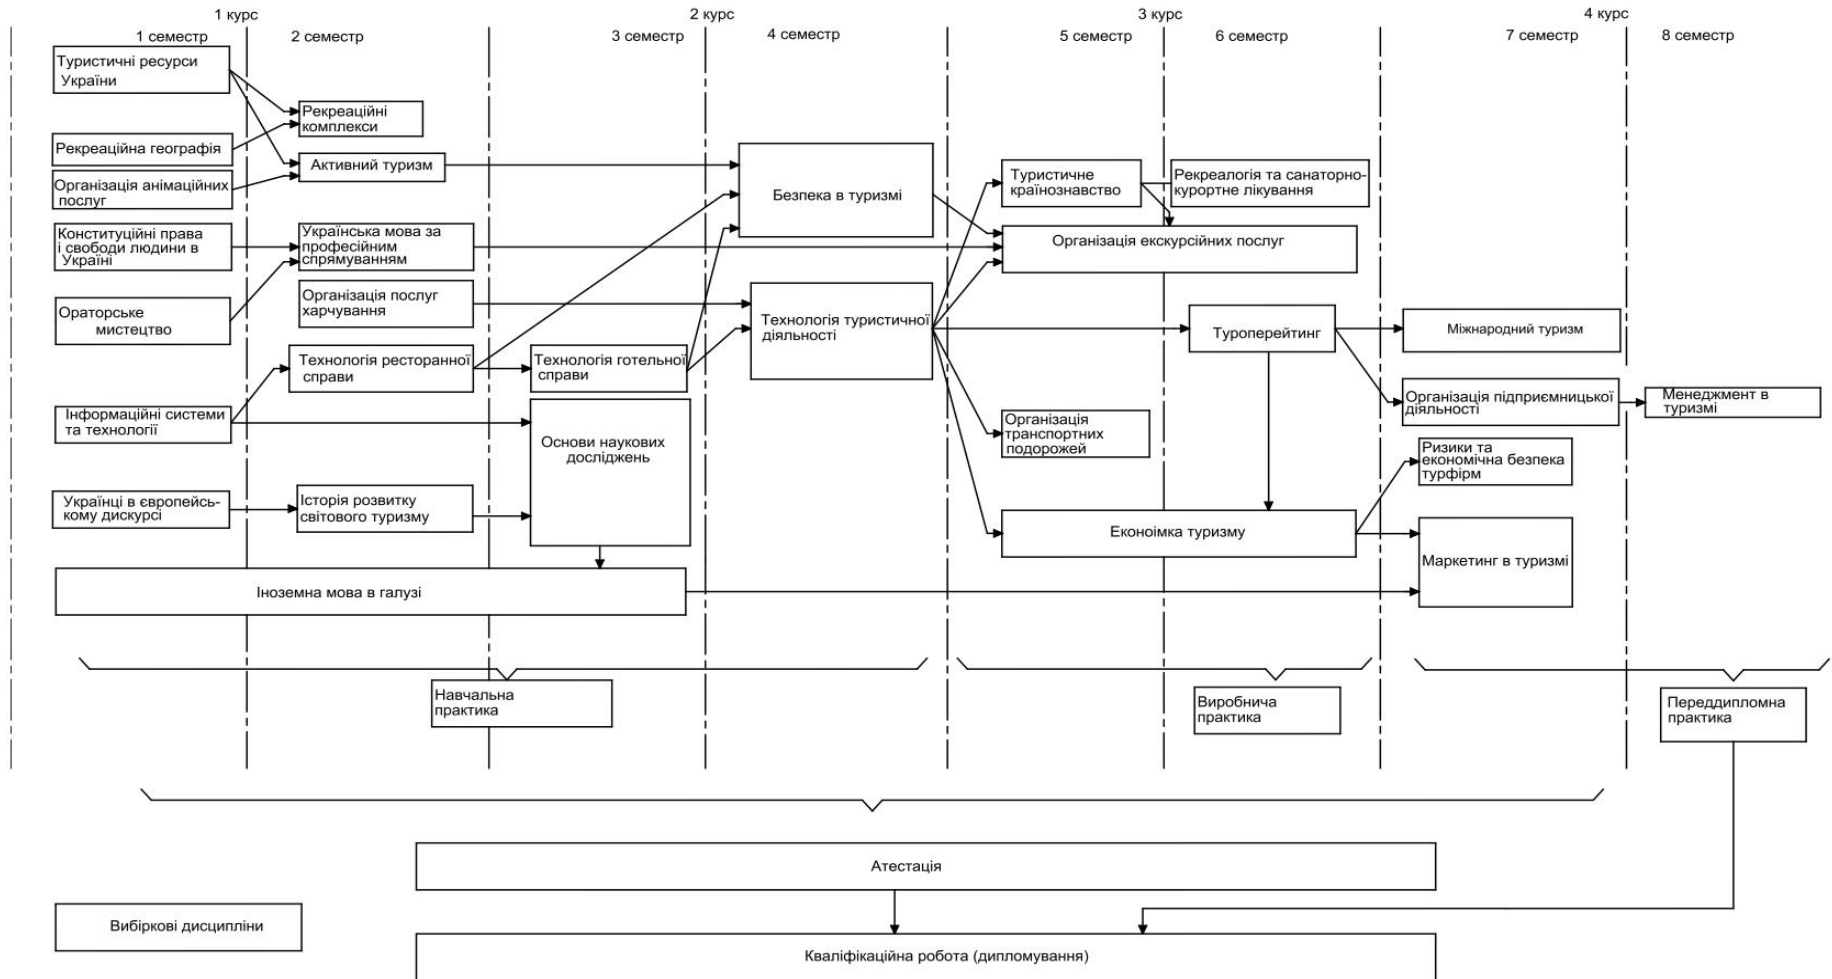 1 курс
2 курс
3 курс
4 курс
1 семестр
2 семестр
3 семестр
4 семестр
5 семестр
6 семестр
7 семестр
8 семестр
Туристичні ресурси
України
Рекреаційна географія
Організація анімаційних
послуг
Конституційні права
і свободи людини в
Україні
Ораторське
мистецтво
Інформаційні системи
та технології
Українці в європейсь-
кому дискурсі
Іноземна мова в галузі
Рекреаційні
комплекси
Активний туризм
Українська мова за
професійним
спрямуванням
Організація послуг
харчування
Технологія ресторанної
справи
Історія розвитку
світового туризму
Технологія готельної
справи
Основи наукових
досліджень
Безпека в туризмі
Технологія туристичної
діяльності
Туристичне
країнознавство
Рекреалогія та санаторно-
курортне лікування
Організація екскурсійних послуг
Туроперейтинг
Організація
транспортних
подорожей
Еконоімка туризму
Міжнародний туризм
Організація підприємницької
діяльності
Ризики та
економічна безпека
турфірм
Маркетинг в туризмі
Менеджмент в
туризмі
Навчальна
практика
Виробнича
практика
Переддипломна
практика
Атестація
Вибіркові дисципліни
Кваліфікаційна робота (дипломування)